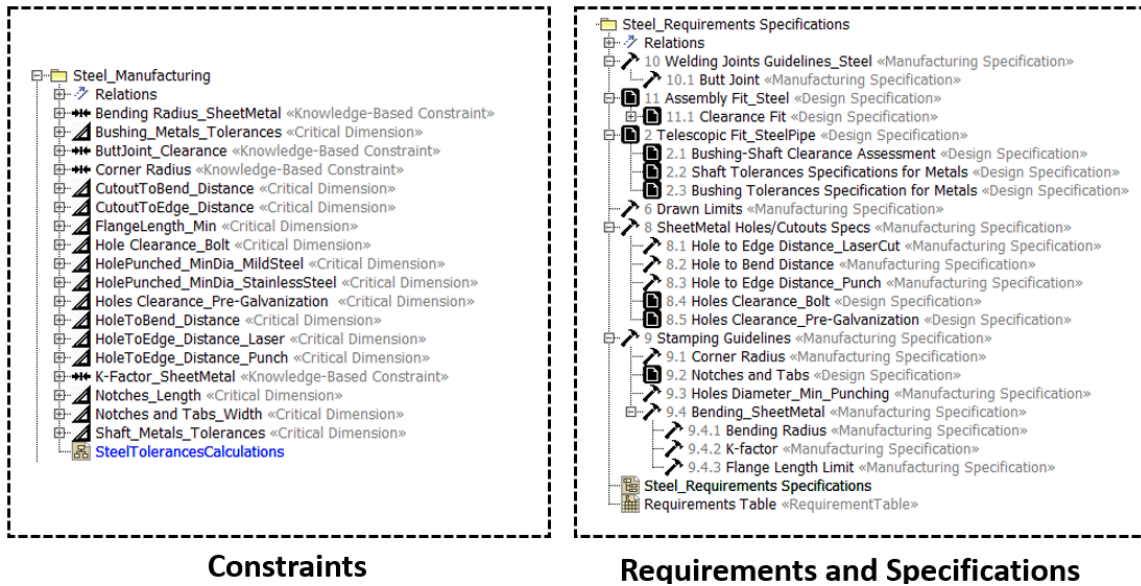 Steel_Manufacturing
Relations
Bending Radius_SheetMetal «Knowledge-Based Constraint»
Bushing_Metals_Tolerances «Critical Dimension»
ButtJoint_Clearance «Knowledge-Based Constraint»
Corner Radius «Knowledge-Based Constraint»
CutoutToBend_Distance «Critical Dimension»
CutoutToEdge_Distance «Critical Dimension»
FlangeLength_Min «Critical Dimension»
Hole Clearance_Bolt «Critical Dimension»
HolePunched_MinDia_MildSteel «Critical Dimension»
HolePunched_MinDia_StainlessSteel «Critical Dimension»
Holes Clearance_Pre-Galvanization «Critical Dimension»
HoleToBend_Distance «Critical Dimension»
HoleToEdge_Distance_Laser «Critical Dimension»
HoleToEdge_Distance_Punch «Critical Dimension»
K-Factor_SheetMetal «Knowledge-Based Constraint»
Notches_Length «Critical Dimension»
Notches and Tabs_Width «Critical Dimension»
Shaft_Metals_Tolerances «Critical Dimension»
SteelTolerancesCalculations
Constraints
Steel_Requirements Specifications
Relations
10 Welding Joints Guidelines_Steel «Manufacturing Specification»
10.1 Butt Joint «Manufacturing Specification»
11 Assembly Fit_Steel «Design Specification»
11.1 Clearance Fit «Design Specification»
2 Telescopic Fit_SteelPipe «Design Specification»
2.1 Bushing-Shaft Clearance Assessment «Design Specification»
2.2 Shaft Tolerances Specifications for Metals «Design Specification»
2.3 Bushing Tolerances Specification for Metals «Design Specification»
6 Drawn Limits «Manufacturing Specification»
8 SheetMetal Holes/Cutouts Specs «Manufacturing Specification»
8.1 Hole to Edge Distance_LaserCut «Manufacturing Specification»
8.2 Hole to Bend Distance «Manufacturing Specification»
8.3 Hole to Edge Distance_Punch «Manufacturing Specification»
8.4 Holes Clearance_Bolt «Design Specification»
8.5 Holes Clearance_Pre-Galvanization «Design Specification»
9 Stamping Guidelines «Manufacturing Specification»
9.1 Corner Radius «Manufacturing Specification»
9.2 Notches and Tabs «Design Specification»
9.3 Holes Diameter_Min_Punching «Manufacturing Specification»
9.4 Bending_SheetMetal «Manufacturing Specification»
9.4.1 Bending Radius «Manufacturing Specification»
9.4.2 K-factor «Manufacturing Specification»
9.4.3 Flange Length Limit «Manufacturing Specification»
Steel_Requirements Specifications
Requirements Table «RequirementTable»
Requirements and Specifications